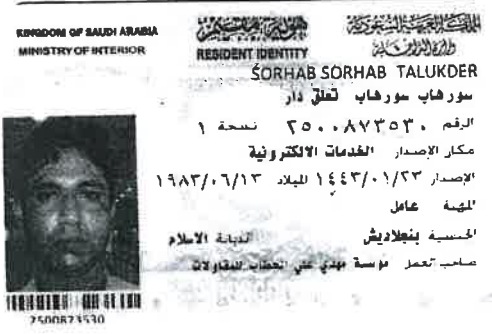 KINGDOM OF SAUDI ARABIA
MINISTRY OF INTERIOR
هوية مقيم
RESIDENT IDENTITY
المملكة العربية السعودية
وزارة الداخلية
SORHAB SORHAB TALUKDER
سورهاب سورهاب تعلق دار
الرقم ٢٥٠٠٨٧٣٥٣٠ نسخة ١
مكان الإصدار الخدمات الالكترونية
الإصدار ١٤٤٣/٠١/٢٣ الميلاد ١٩٨٣/٠٦/١٣
المهنة عامل
الجنسية بنجلاديش الديانة الاسلام
صاحب العمل مؤسسة مهدي علي للمقاولات
2500873530